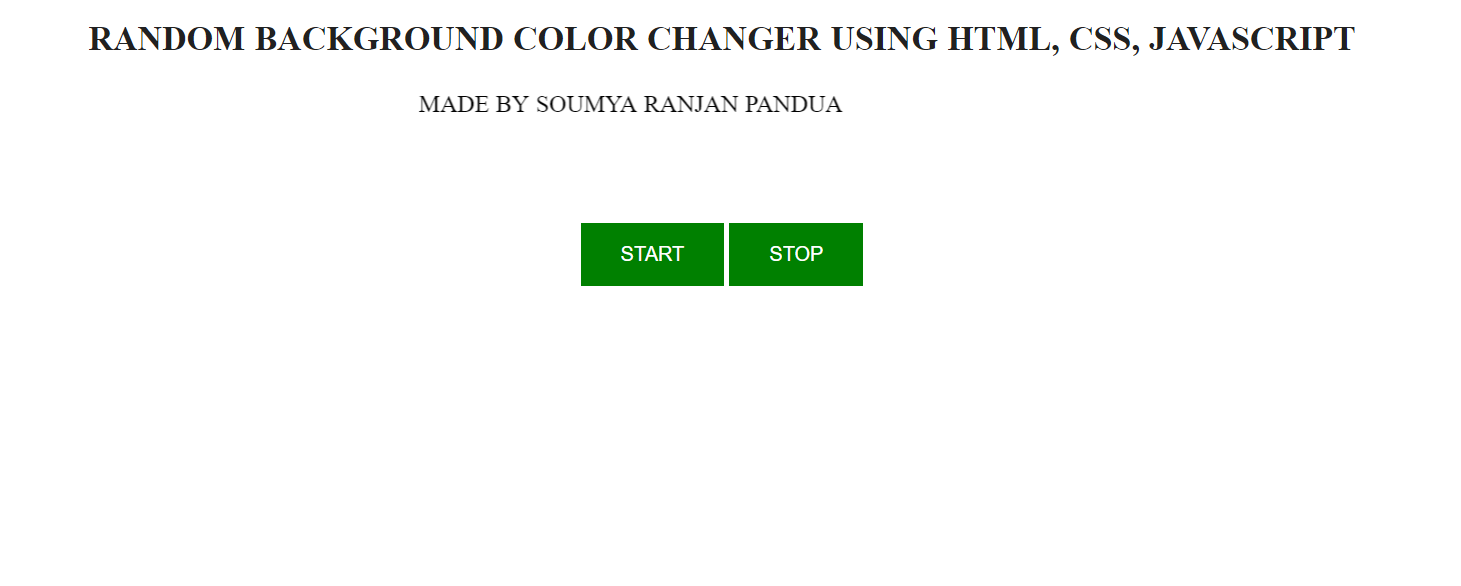 RANDOM BACKGROUND COLOR CHANGER USING HTML, CSS, JAVASCRIPT
MADE BY SOUMYA RANJAN PANDUA
START STOP